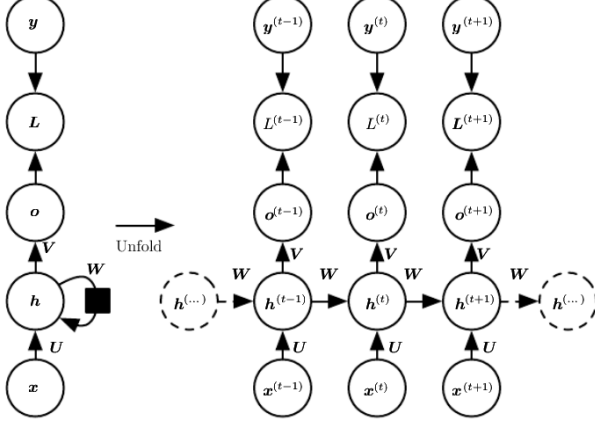 y y^(t−1) y^(t) y^(t+1)
L L^(t−1) L^(t) L^(t+1)
o o^(t−1) o^(t) o^(t+1)
Unfold
V V V V
W W W W W
h h^(...) h^(t−1) h^(t) h^(t+1) h^(...)
U U U U
x x^(t−1) x^(t) x^(t+1)